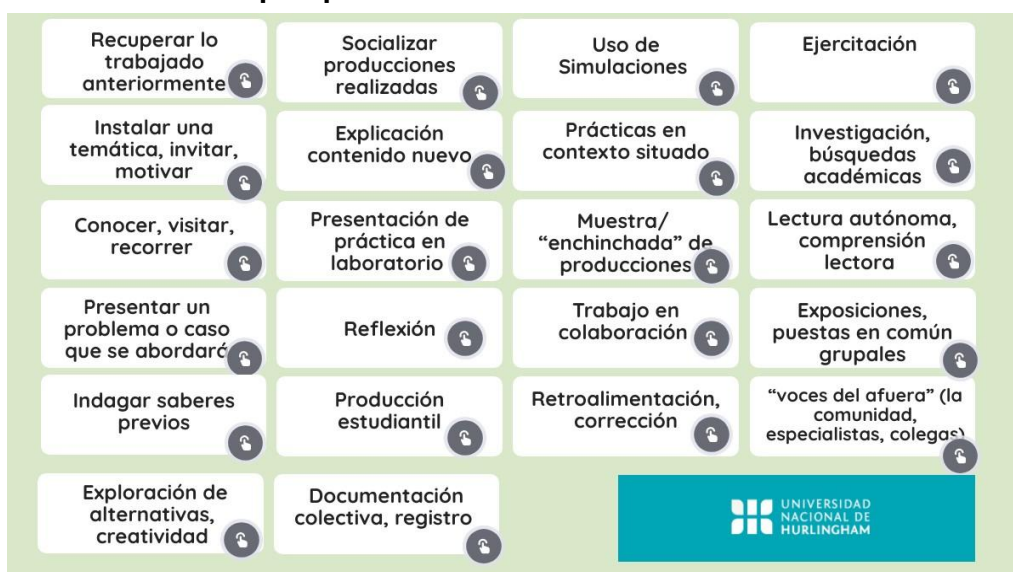 Recuperar lo
trabajado
anteriormente
Socializar
producciones
realizadas
Uso de
Simulaciones
Ejercitación
Instalar una
temática, invitar,
motivar
Explicación
contenido nuevo
Prácticas en
contexto situado
Investigación,
búsquedas
académicas
Conocer, visitar,
recorrer
Presentación de
práctica en
laboratorio
Muestra/
“enchinchada” de
producciones
Lectura autónoma,
comprensión
lectora
Presentar un
problema o caso
que se abordará
Reflexión
Trabajo en
colaboración
Exposiciones,
puestas en común
grupales
Indagar saberes
previos
Producción
estudiantil
Retroalimentación,
corrección
“voces del afuera” (la
comunidad,
especialistas, colegas)
Exploración de
alternativas,
creatividad
Documentación
colectiva, registro
UNIVERSIDAD
NACIONAL DE
HURLINGHAM